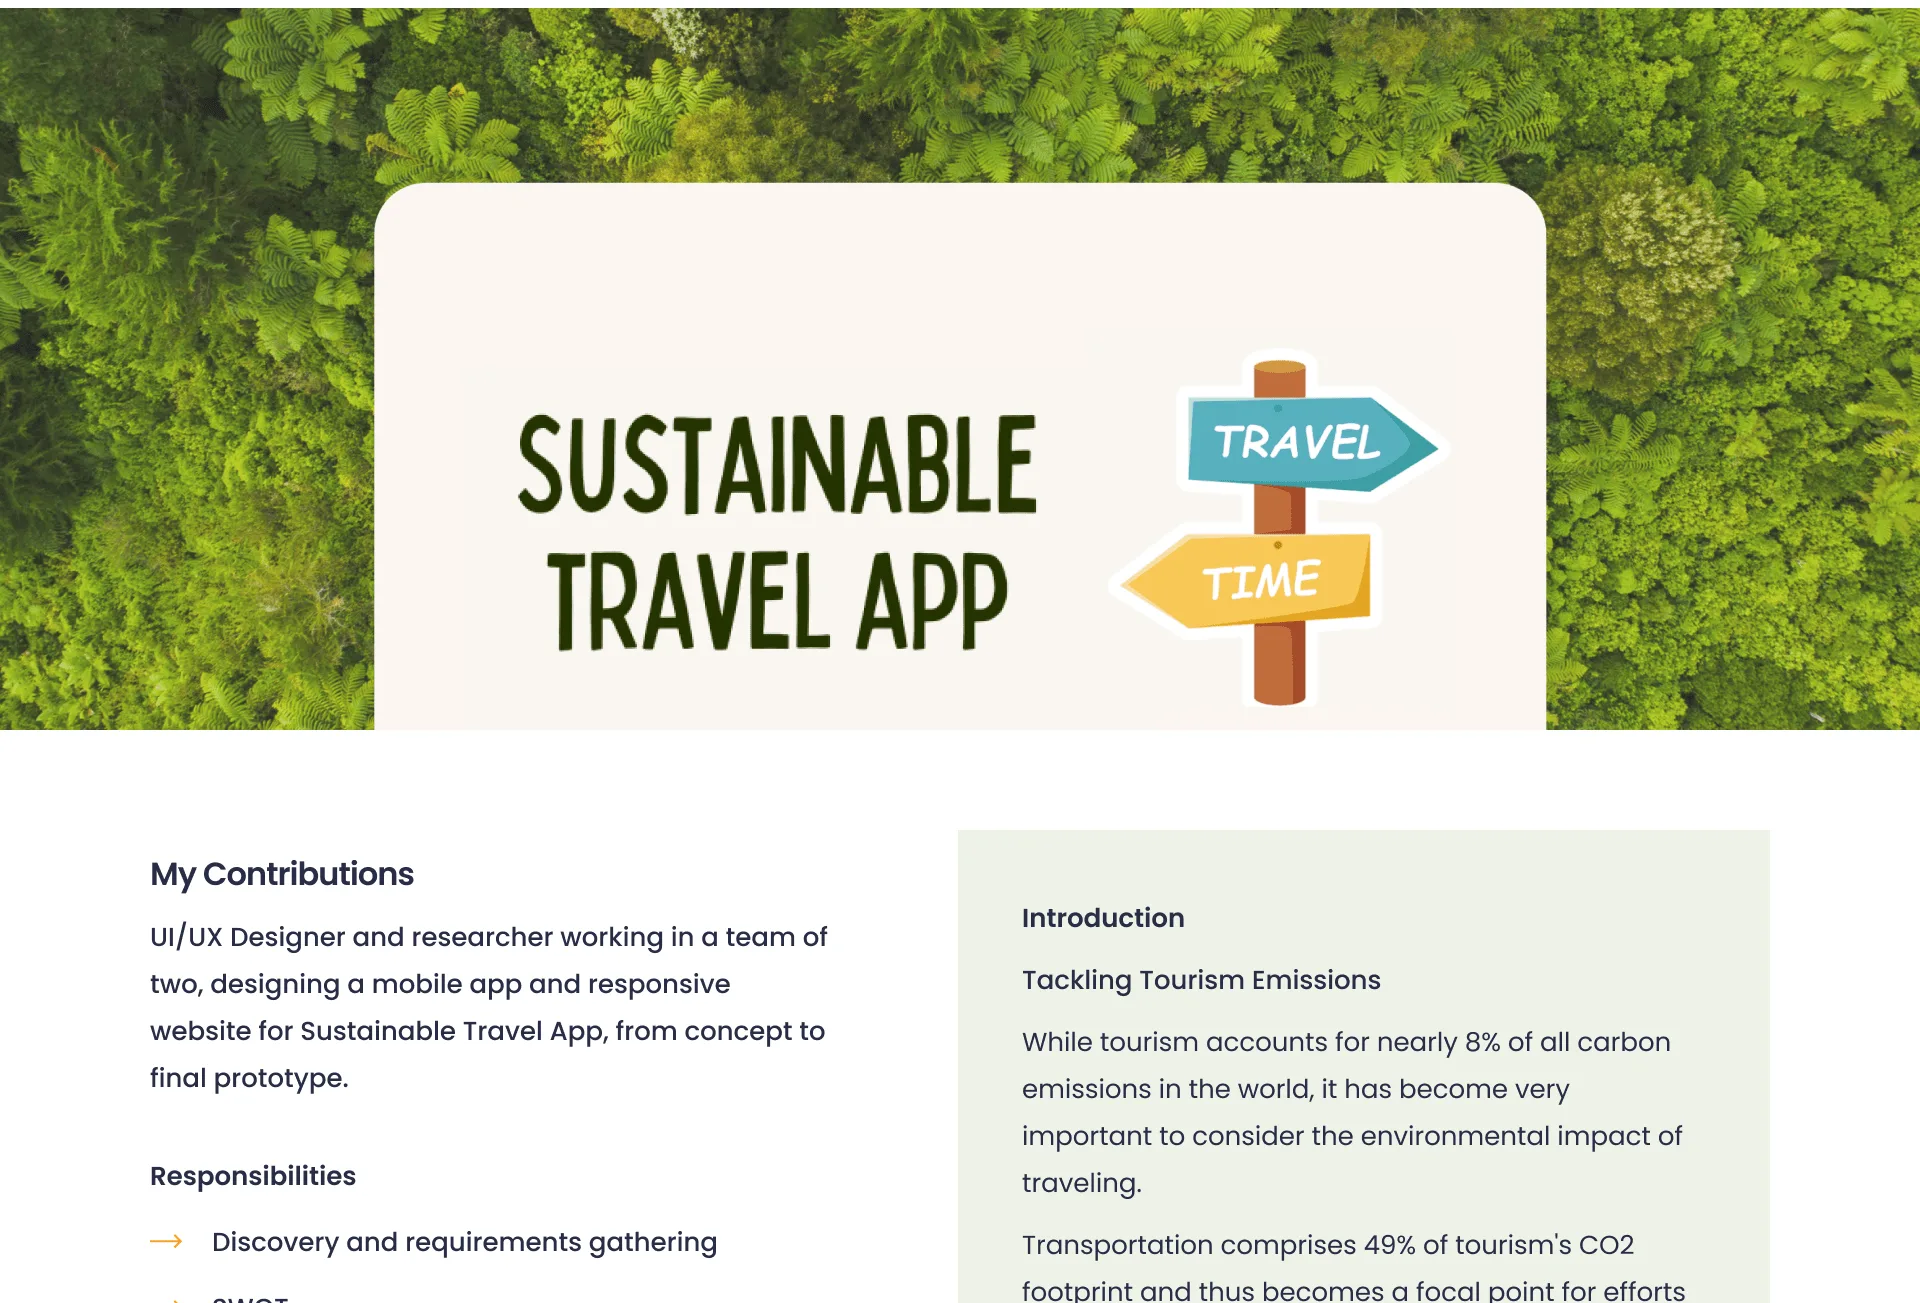 SUSTAINABLE
TRAVEL APP
TRAVEL
TIME
My Contributions
UI/UX Designer and researcher working in a team of
two, designing a mobile app and responsive
website for Sustainable Travel App, from concept to
final prototype.
Responsibilities
Discovery and requirements gathering
SWOT
Introduction
Tackling Tourism Emissions
While tourism accounts for nearly 8% of all carbon
emissions in the world, it has become very
important to consider the environmental impact of
traveling.
Transportation comprises 49% of tourism's CO2
footprint and thus becomes a focal point for efforts